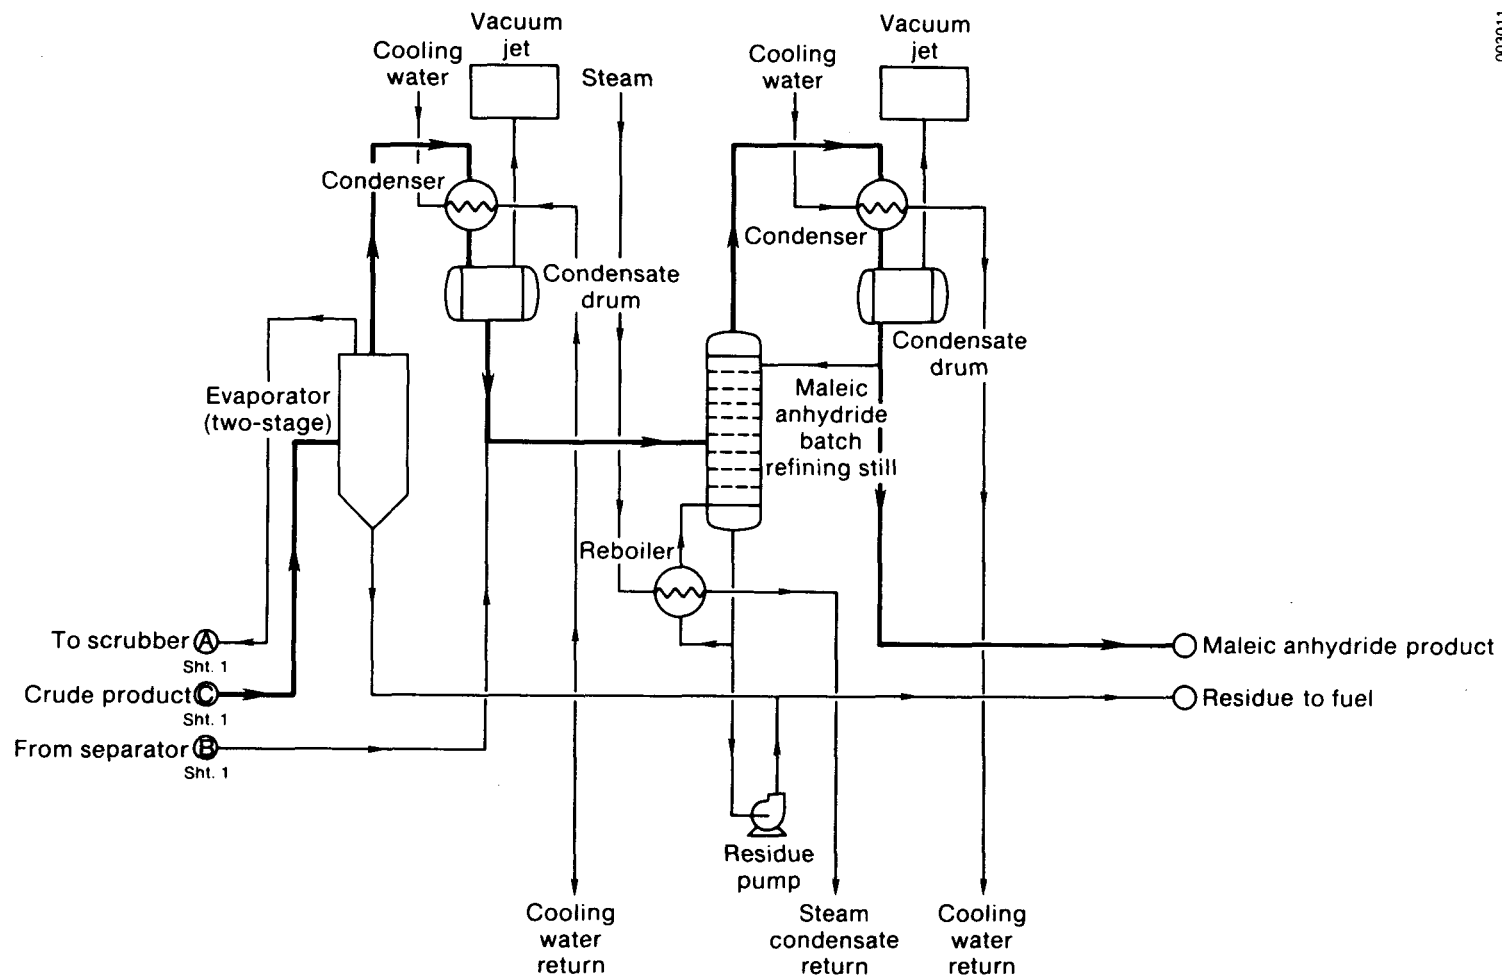 003011
Vacuum
jet
Cooling
water
Steam
Cooling
water
Vacuum
jet
Condenser
Condenser
Condensate
drum
Condensate
drum
Evaporator
(two-stage)
Maleic
anhydride
batch
refining still
Reboiler
To scrubber A
Sht. 1
Crude product C
Sht. 1
From separator B
Sht. 1
Maleic anhydride product
Residue to fuel
Residue
pump
Cooling
water
return
Steam
condensate
return
Cooling
water
return